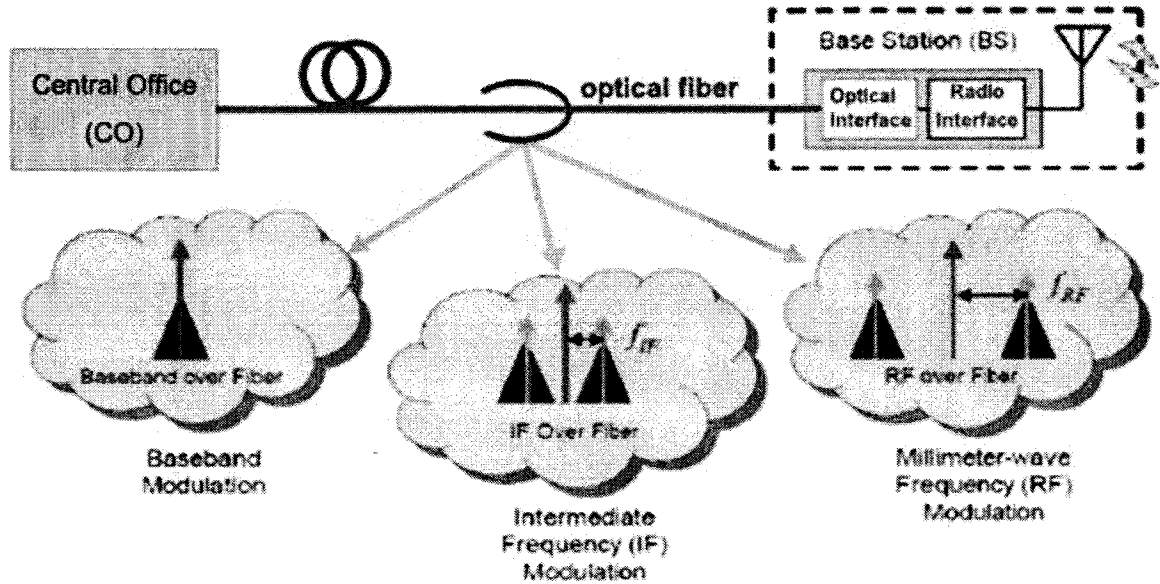 Central Office
(CO)
optical fiber
Base Station (BS)
Optical
Interface
Radio
Interface
Baseband over Fiber
f_IF
IF Over Fiber
f_RF
RF over Fiber
Baseband
Modulation
Intermediate
Frequency (IF)
Modulation
Millimeter-wave
Frequency (RF)
Modulation